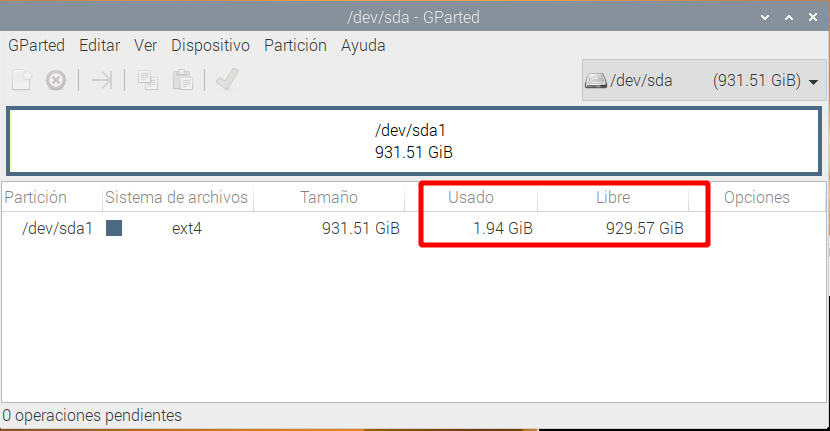 /dev/sda - GParted
GParted Editar Ver Dispositivo Partición Ayuda
/dev/sda (931.51 GiB)
/dev/sda1
931.51 GiB
Partición Sistema de archivos Tamaño Usado Libre Opciones
/dev/sda1 ext4 931.51 GiB 1.94 GiB 929.57 GiB
0 operaciones pendientes